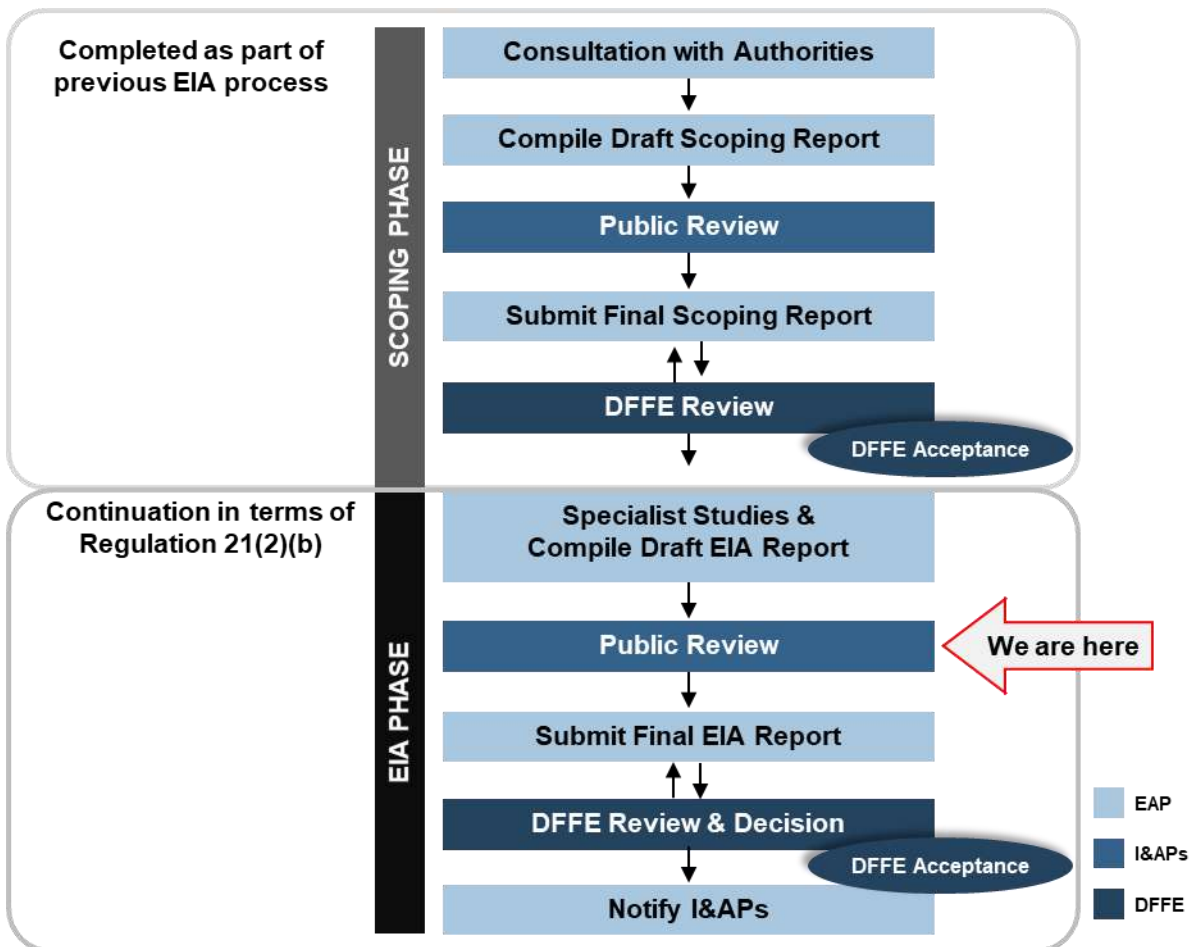 Completed as part of
previous EIA process
SCOPING PHASE
Consultation with Authorities
Compile Draft Scoping Report
Public Review
Submit Final Scoping Report
DFFE Review
DFFE Acceptance
Continuation in terms of
Regulation 21(2)(b)
EIA PHASE
Specialist Studies &
Compile Draft EIA Report
Public Review
We are here
Submit Final EIA Report
DFFE Review & Decision
DFFE Acceptance
Notify I&APs
EAP
I&APs
DFFE